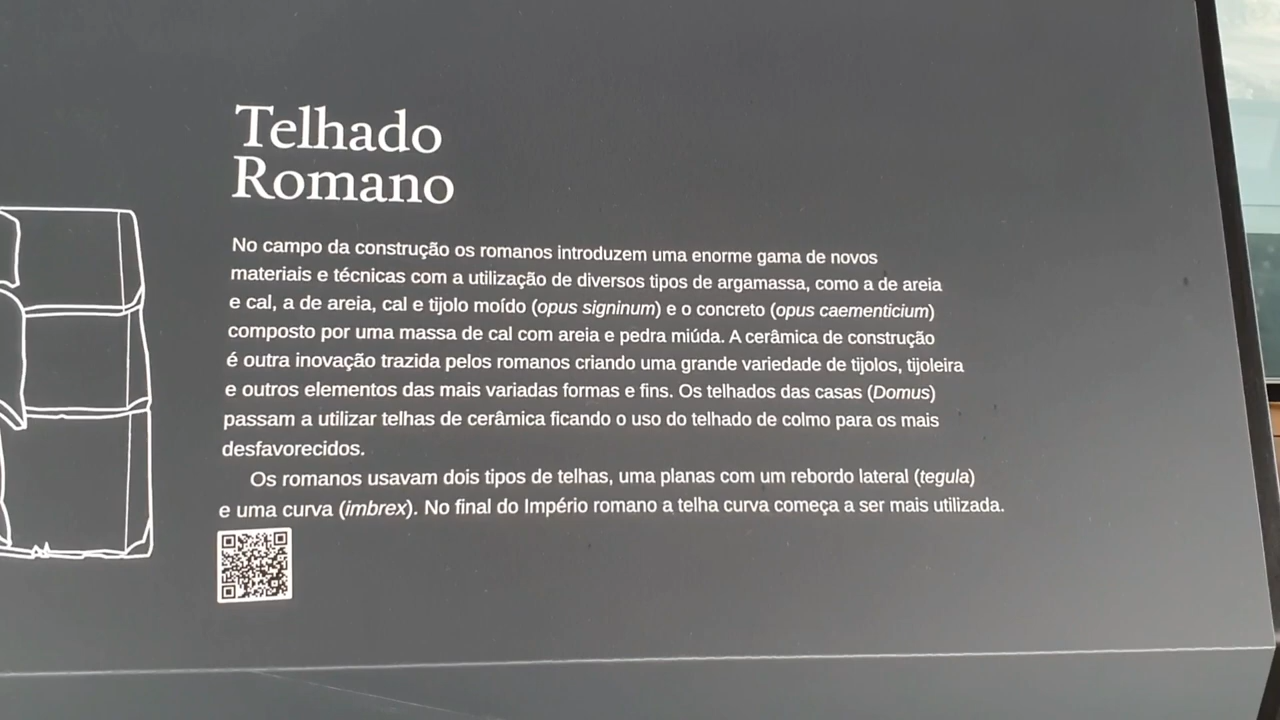 Telhado
Romano
No campo da construção os romanos introduzem uma enorme gama de novos
materiais e técnicas com a utilização de diversos tipos de argamassa, como a de areia
e cal, a de areia, cal e tijolo moído (opus signinum) e o concreto (opus caementicium)
composto por uma massa de cal com areia e pedra miúda. A cerâmica de construção
é outra inovação trazida pelos romanos criando uma grande variedade de tijolos, tijoleira
e outros elementos das mais variadas formas e fins. Os telhados das casas (Domus)
passam a utilizar telhas de cerâmica ficando o uso do telhado de colmo para os mais
desfavorecidos.
Os romanos usavam dois tipos de telhas, uma planas com um rebordo lateral (tegula)
e uma curva (imbrex). No final do Império romano a telha curva começa a ser mais utilizada.